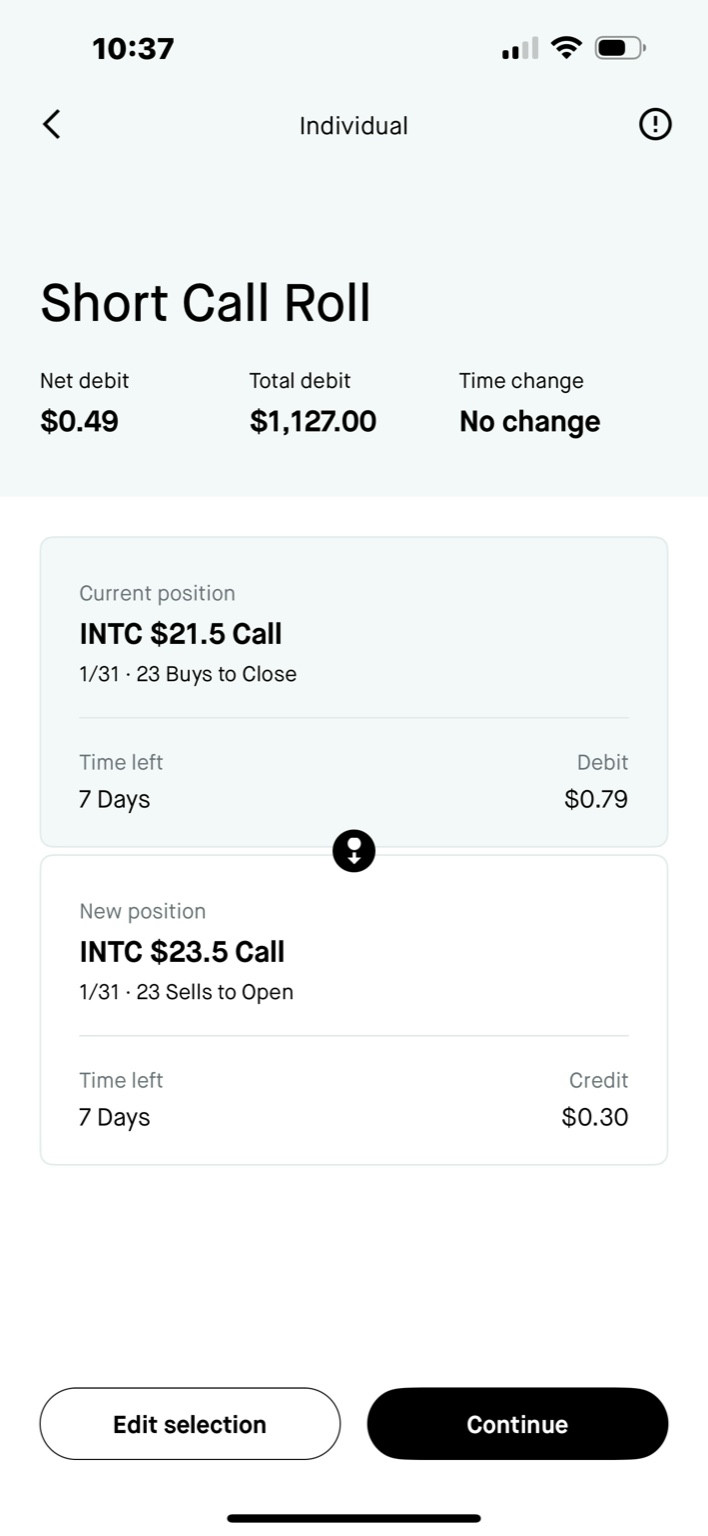 10:37
Individual
Short Call Roll
Net debit Total debit Time change
$0.49 $1,127.00 No change
Current position
INTC $21.5 Call
1/31 · 23 Buys to Close
Time left Debit
7 Days $0.79
New position
INTC $23.5 Call
1/31 · 23 Sells to Open
Time left Credit
7 Days $0.30
Edit selection Continue